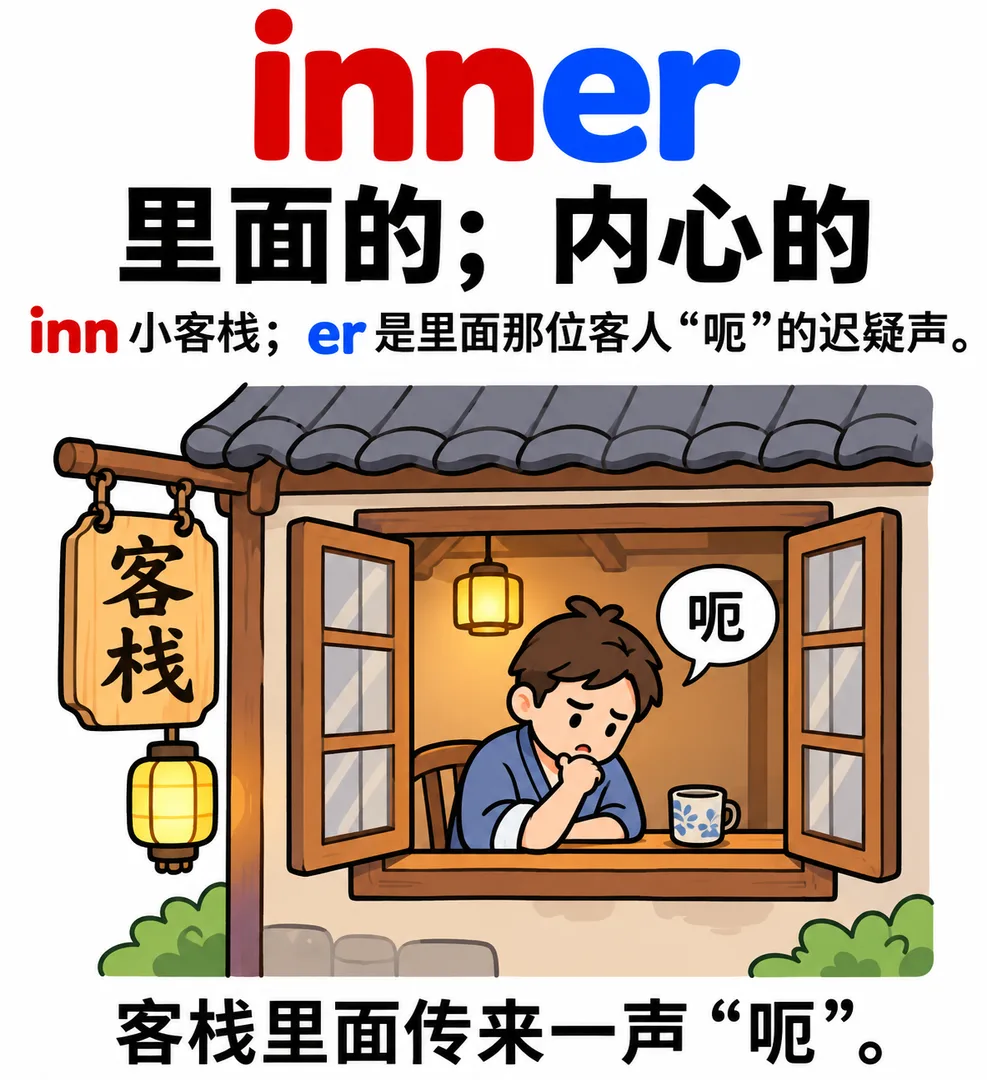 inner
里面的；内心的
inn 小客栈；er 是里面那位客人“呃”的迟疑声。
客栈
呃
客栈里面传来一声“呃”。